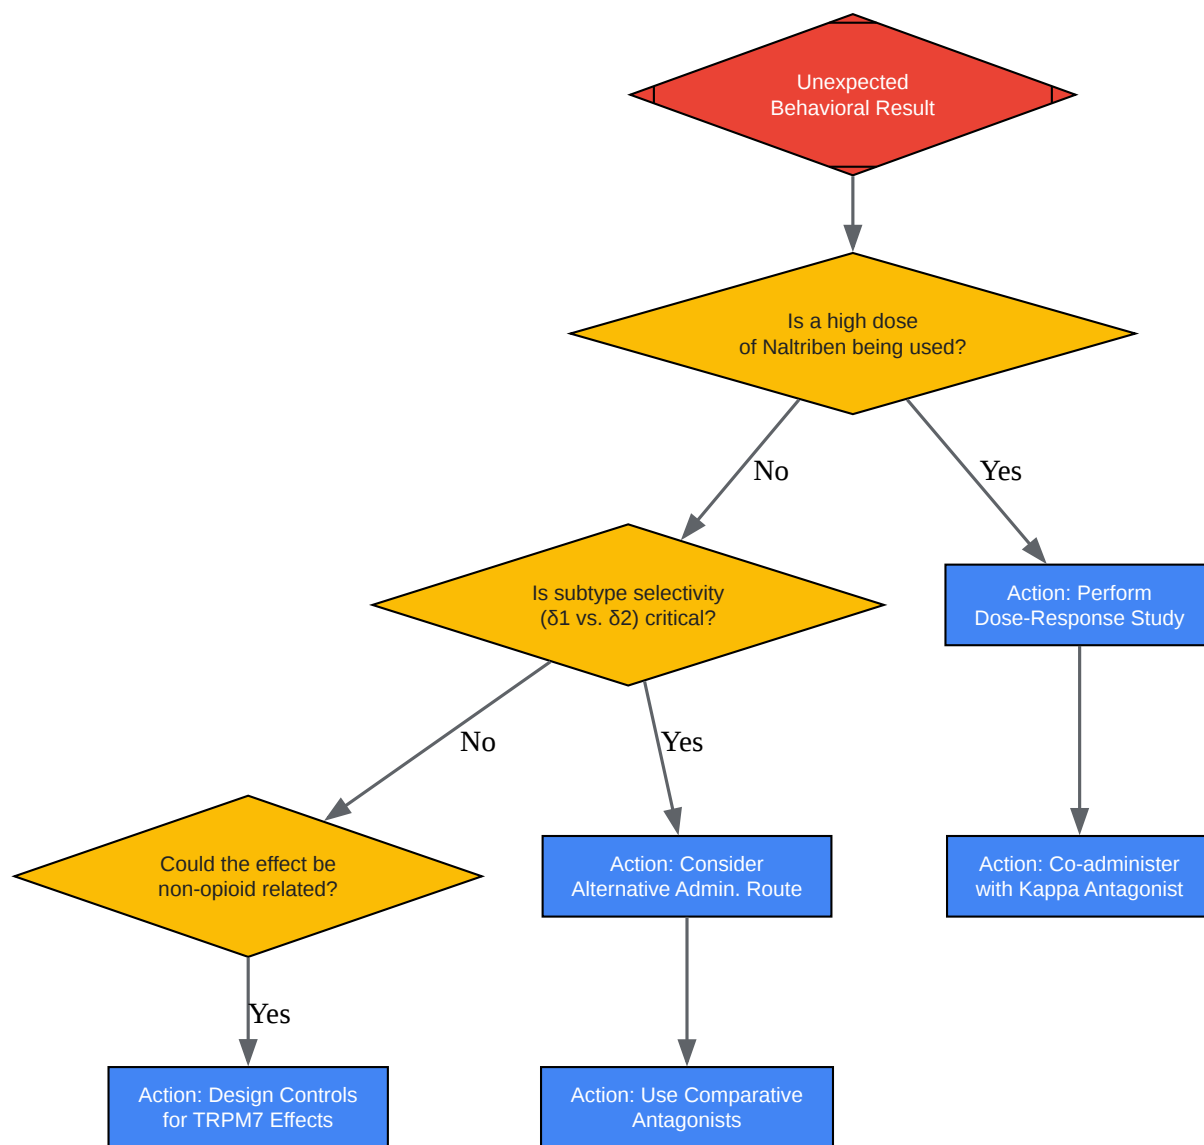 Unexpected
Behavioral Result
Is a high dose
of Naltriben being used?
No
Yes
Is subtype selectivity
(δ1 vs. δ2) critical?
Action: Perform
Dose-Response Study
No
Yes
Could the effect be
non-opioid related?
Action: Consider
Alternative Admin. Route
Action: Co-administer
with Kappa Antagonist
Yes
Action: Design Controls
for TRPM7 Effects
Action: Use Comparative
Antagonists